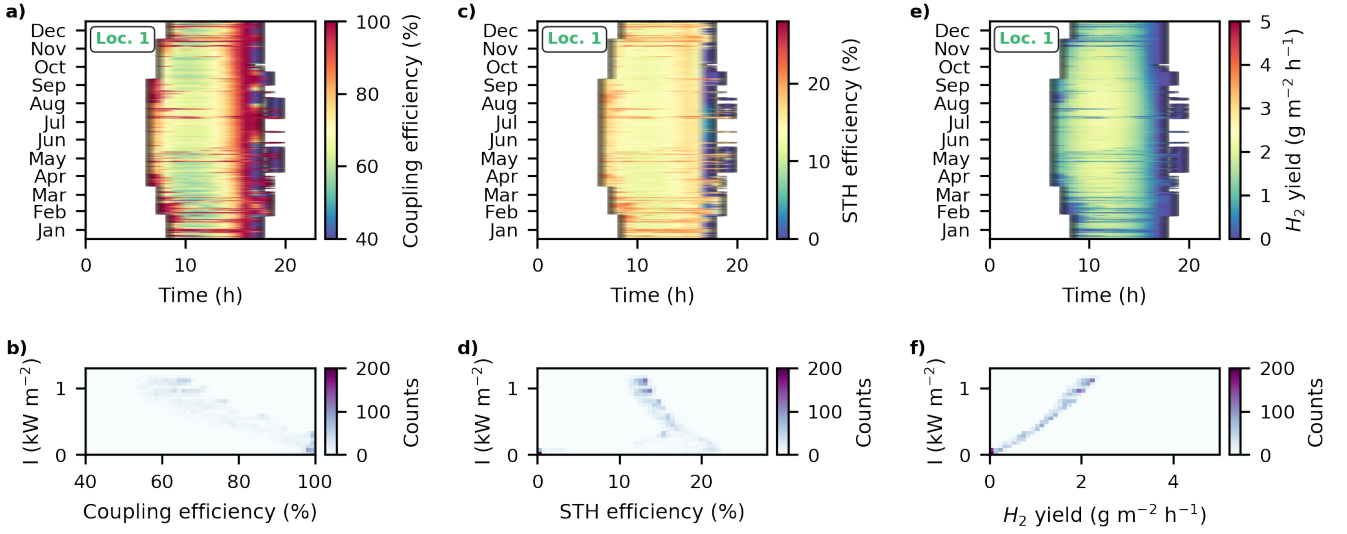 a)
Loc. 1
Dec
Nov
Oct
Sep
Aug
Jul
Jun
May
Apr
Mar
Feb
Jan
0 10 20
Time (h)
100
80
60
40
Coupling efficiency (%)
c)
Loc. 1
Dec
Nov
Oct
Sep
Aug
Jul
Jun
May
Apr
Mar
Feb
Jan
0 10 20
Time (h)
20
10
0
STH efficiency (%)
e)
Loc. 1
Dec
Nov
Oct
Sep
Aug
Jul
Jun
May
Apr
Mar
Feb
Jan
0 10 20
Time (h)
5
4
3
2
1
0
H₂ yield (g m⁻² h⁻¹)
b)
I (kW m⁻²)
1
0
40 60 80 100
Coupling efficiency (%)
200
100
0
Counts
d)
I (kW m⁻²)
1
0
0 10 20
STH efficiency (%)
200
100
0
Counts
f)
I (kW m⁻²)
1
0
0 2 4
H₂ yield (g m⁻² h⁻¹)
200
100
0
Counts